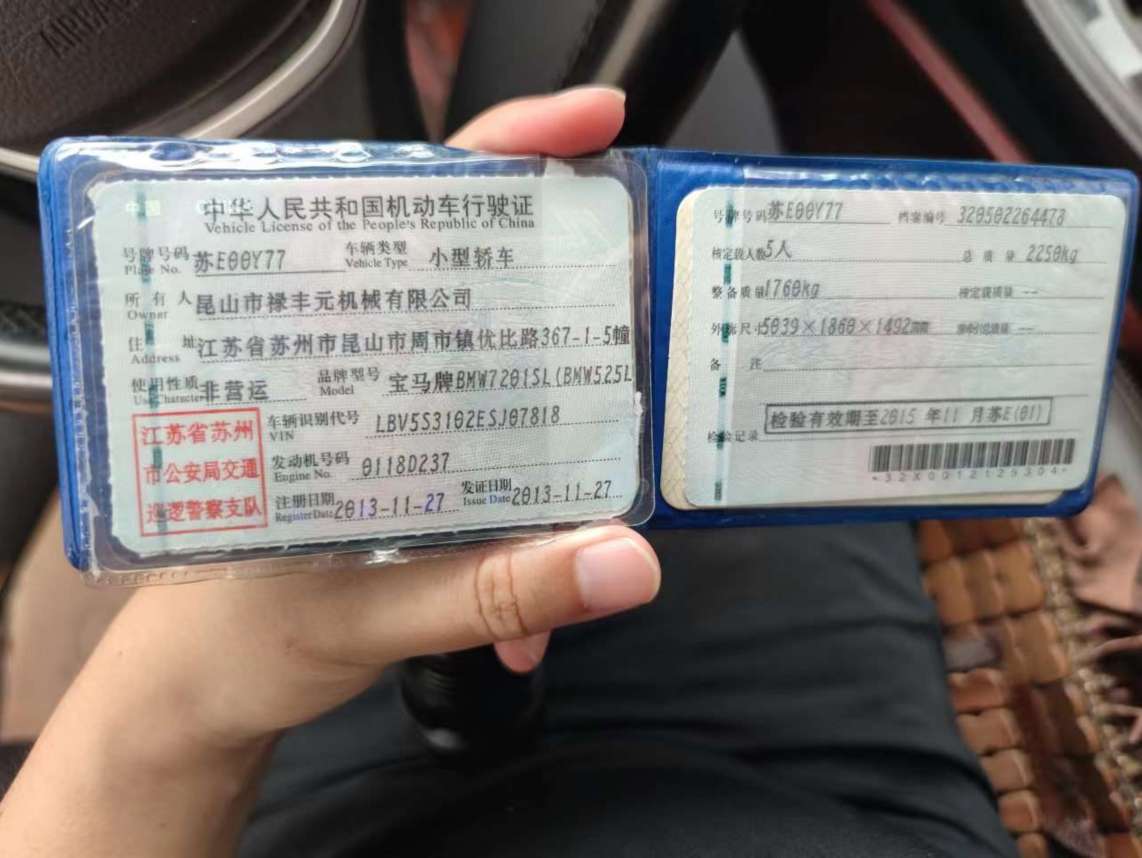 中华人民共和国机动车行驶证
Vehicle License of the People's Republic of China
号牌号码 苏E00Y77 车辆类型 小型轿车
Plate No. Vehicle Type
所有人 昆山市禄丰元机械有限公司
Owner
住址 江苏省苏州市昆山市周市镇优比路367-1-5幢
Address
使用性质 非营运 品牌型号 宝马牌BMW7201SL(BMW525L
Use Character Model
江苏省苏州
市公安局交通
巡逻警察支队
车辆识别代号 LBV5S3102ESJ07818
VIN
发动机号码 0118D237
Engine No.
注册日期 2013-11-27 发证日期 2013-11-27
Register Date Issue Date
号牌号码 苏E00Y77 档案编号 320502264478
核定载人数 5人 总质量 2250kg
整备质量 1760kg 核定载质量 --
外廓尺寸 5039×1860×1492mm --
备注
检验有效期至2015年11月苏E(01)
检验记录
*32X0012125304*